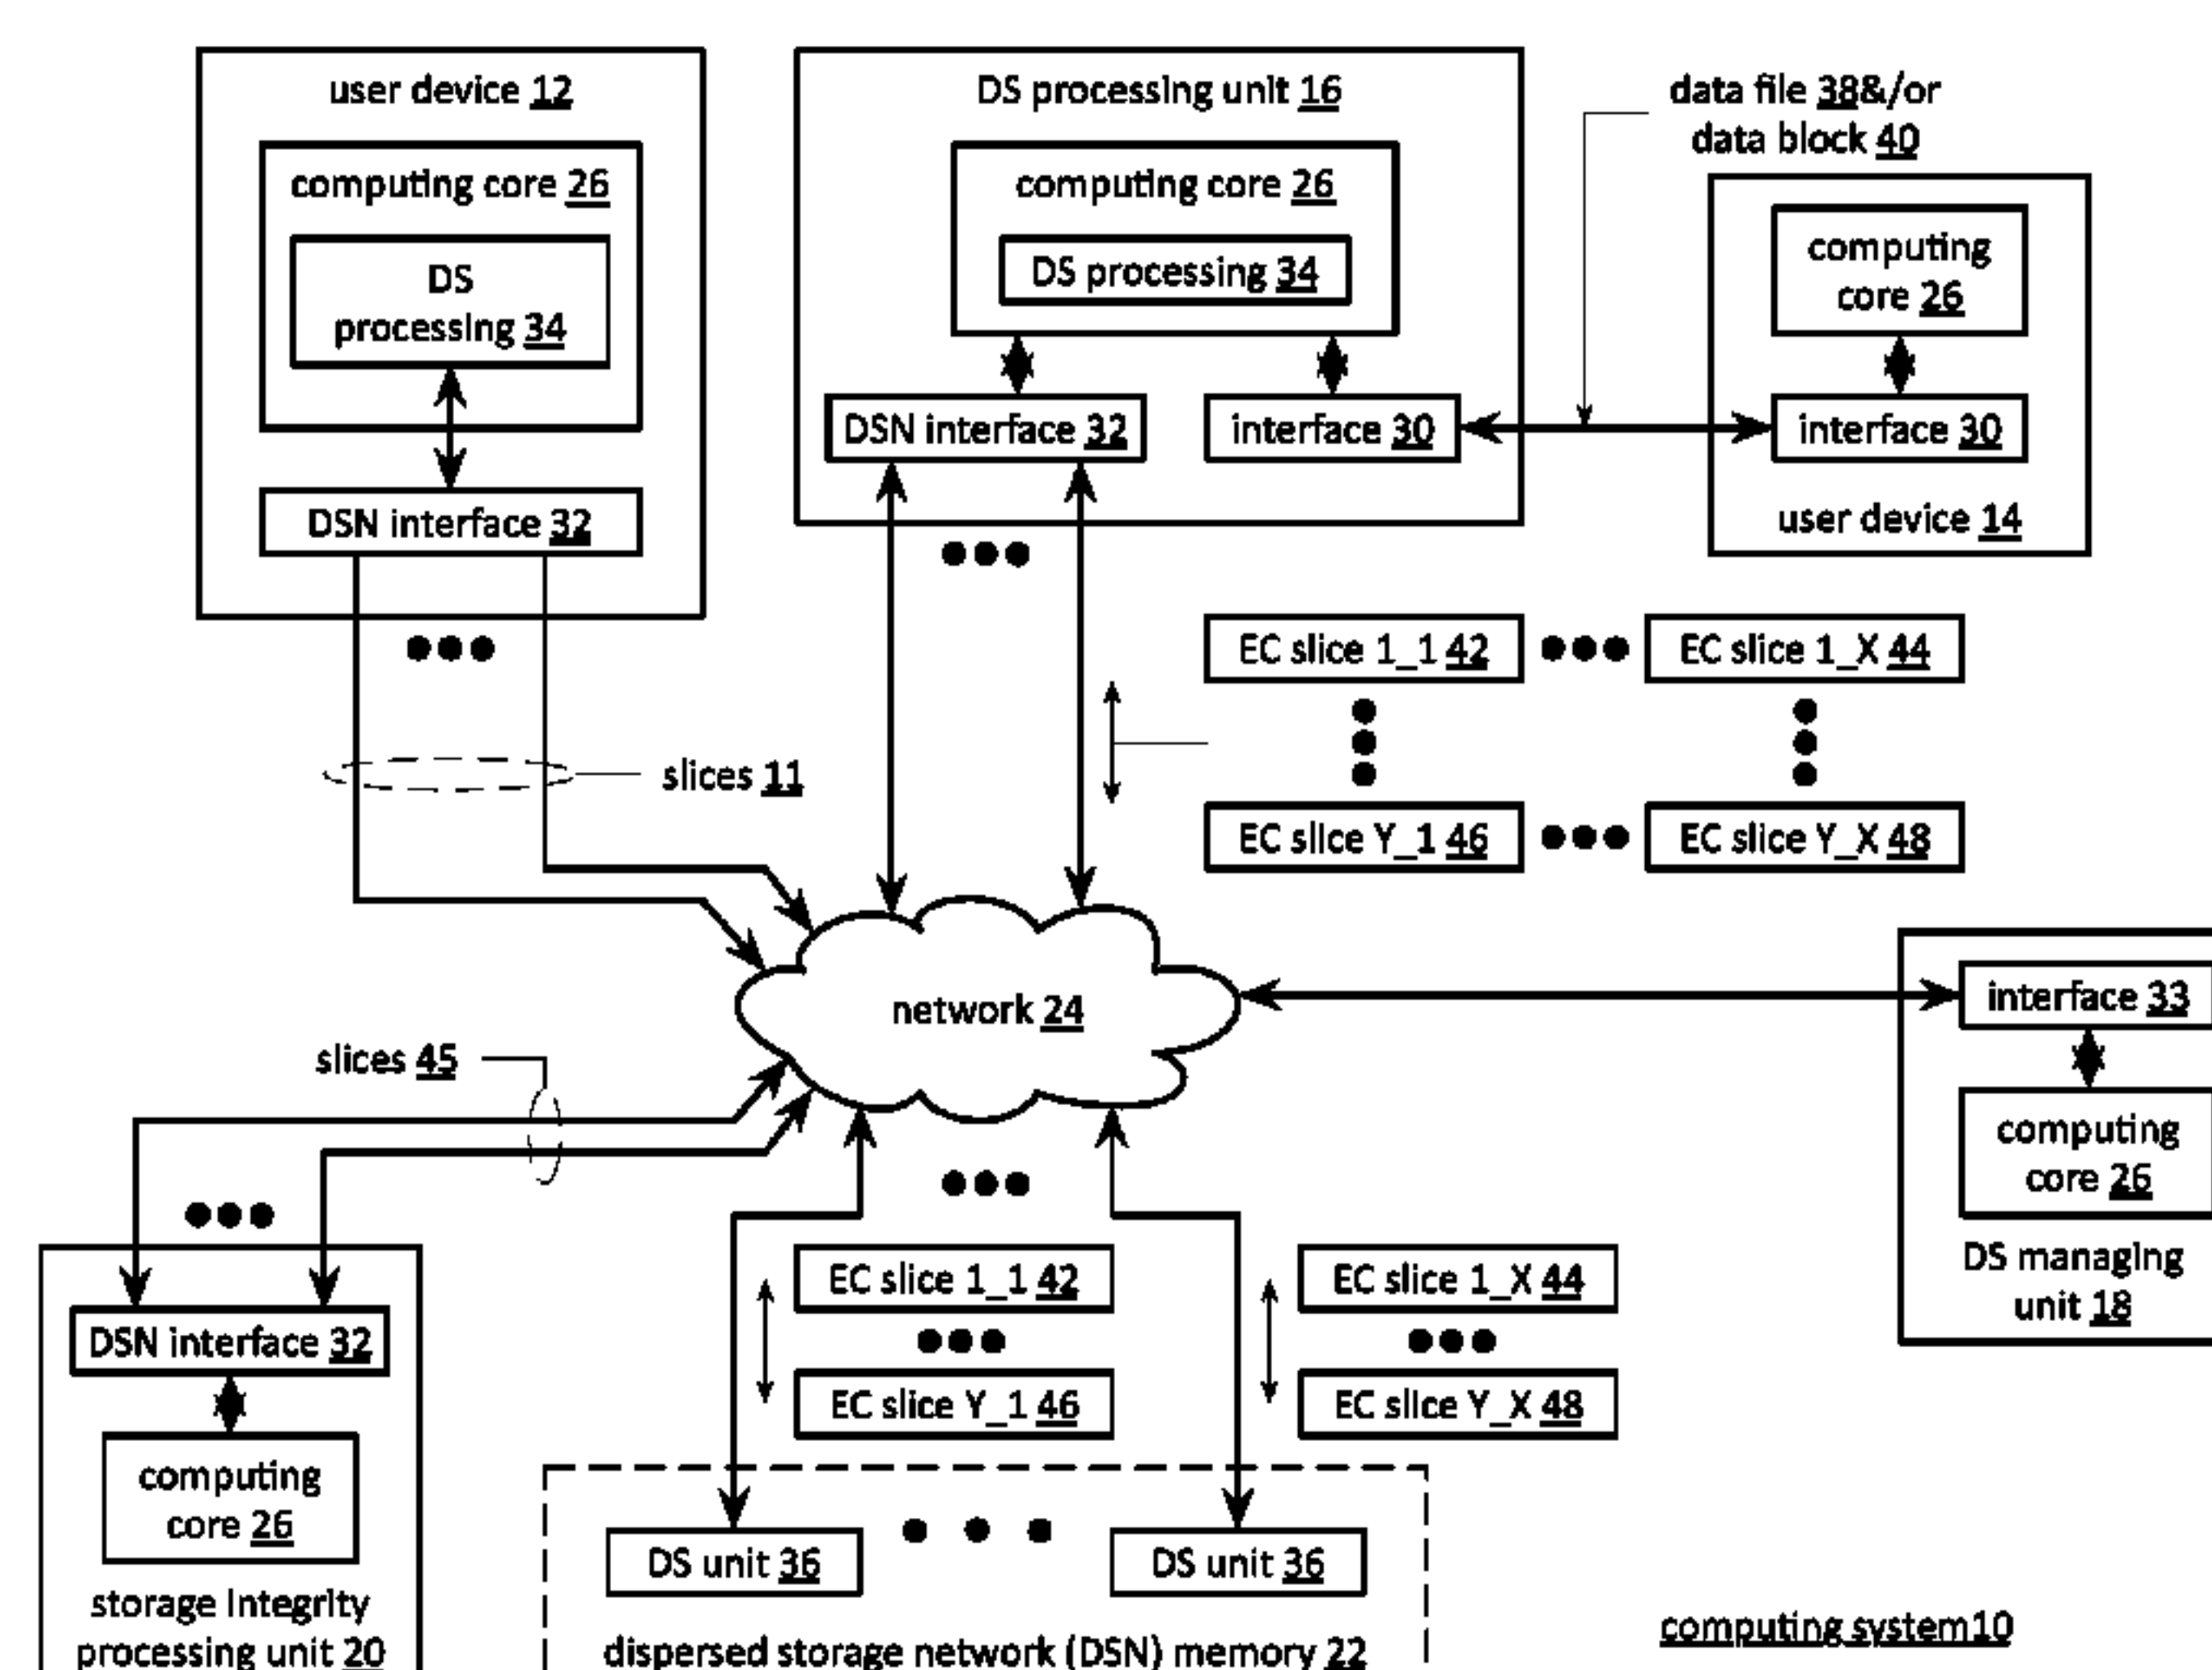 user device 12
computing core 26
DS
processing 34
DSN interface 32
DS processing unit 16
computing core 26
DS processing 34
DSN interface 32
interface 30
data file 38&/or
data block 40
computing
core 26
interface 30
user device 14
EC slice 1_1 42
EC slice 1_X 44
EC slice Y_1 46
EC slice Y_X 48
slices 11
network 24
interface 33
computing
core 26
DS managing
unit 18
slices 45
DSN interface 32
computing
core 26
storage integrity
processing unit 20
EC slice 1_1 42
EC slice Y_1 46
EC slice 1_X 44
EC slice Y_X 48
DS unit 36
DS unit 36
dispersed storage network (DSN) memory 22
computing system10